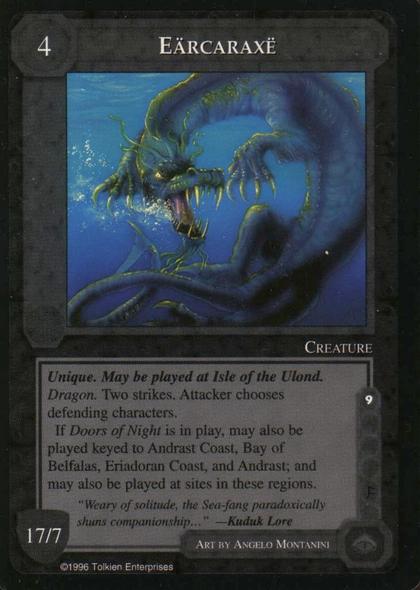 4
EÄRCARAXË
CREATURE
Unique. May be played at Isle of the Ulond.
Dragon. Two strikes. Attacker chooses
defending characters.
If Doors of Night is in play, may also be
played keyed to Andrast Coast, Bay of
Belfalas, Eriadoran Coast, and Andrast; and
may also be played at sites in these regions.
9
"Weary of solitude, the Sea-fang paradoxically
shuns companionship..." —Kuduk Lore
17/7
ART BY ANGELO MONTANINI
©1996 Tolkien Enterprises